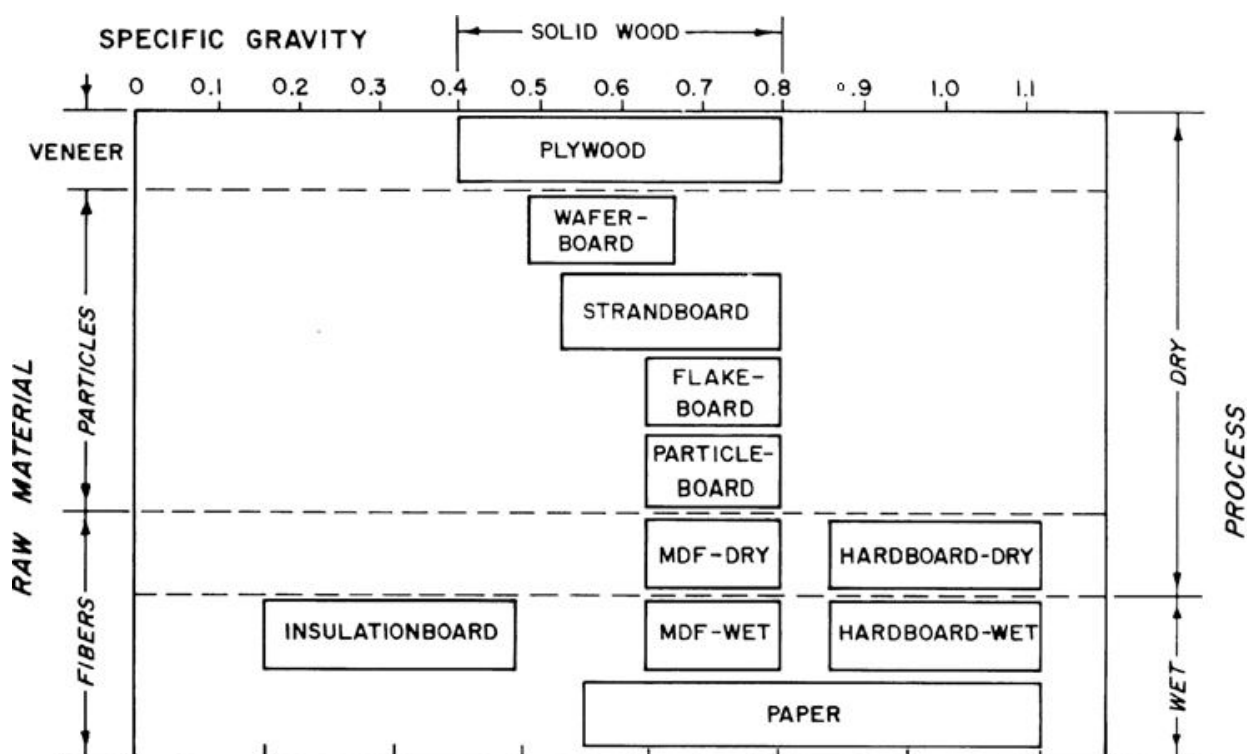 SPECIFIC GRAVITY
SOLID WOOD
0 0.1 0.2 0.3 0.4 0.5 0.6 0.7 0.8 0.9 1.0 1.1
VENEER
PLYWOOD
WAFER-
BOARD
STRANDBOARD
FLAKE-
BOARD
PARTICLE-
BOARD
MDF-DRY
HARDBOARD-DRY
INSULATIONBOARD
MDF-WET
HARDBOARD-WET
PAPER
RAW MATERIAL
PARTICLES
FIBERS
DRY
WET
PROCESS